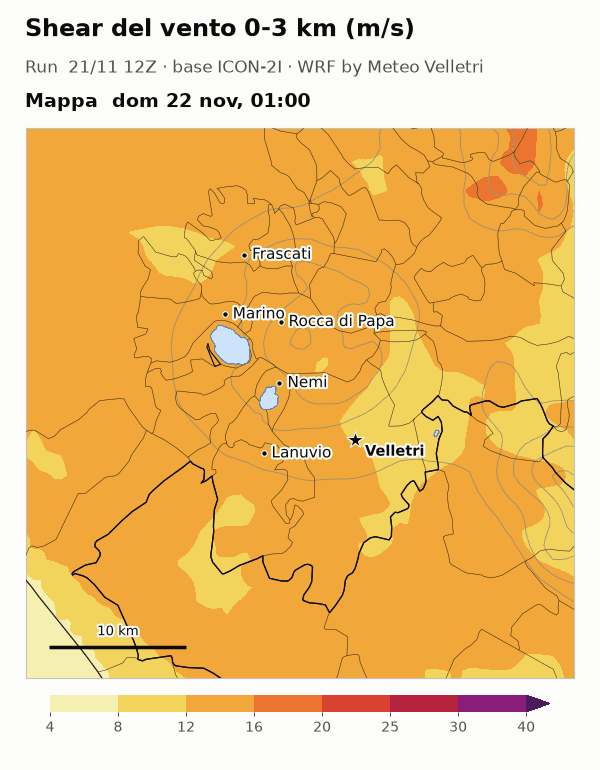 Shear del vento 0-3 km (m/s)
Run  21/11 12Z · base ICON-2I · WRF by Meteo Velletri
Mappa  dom 22 nov, 01:00
Frascati
Marino
Rocca di Papa
Nemi
Velletri
Lanuvio
10 km
4 8 12 16 20 25 30 40